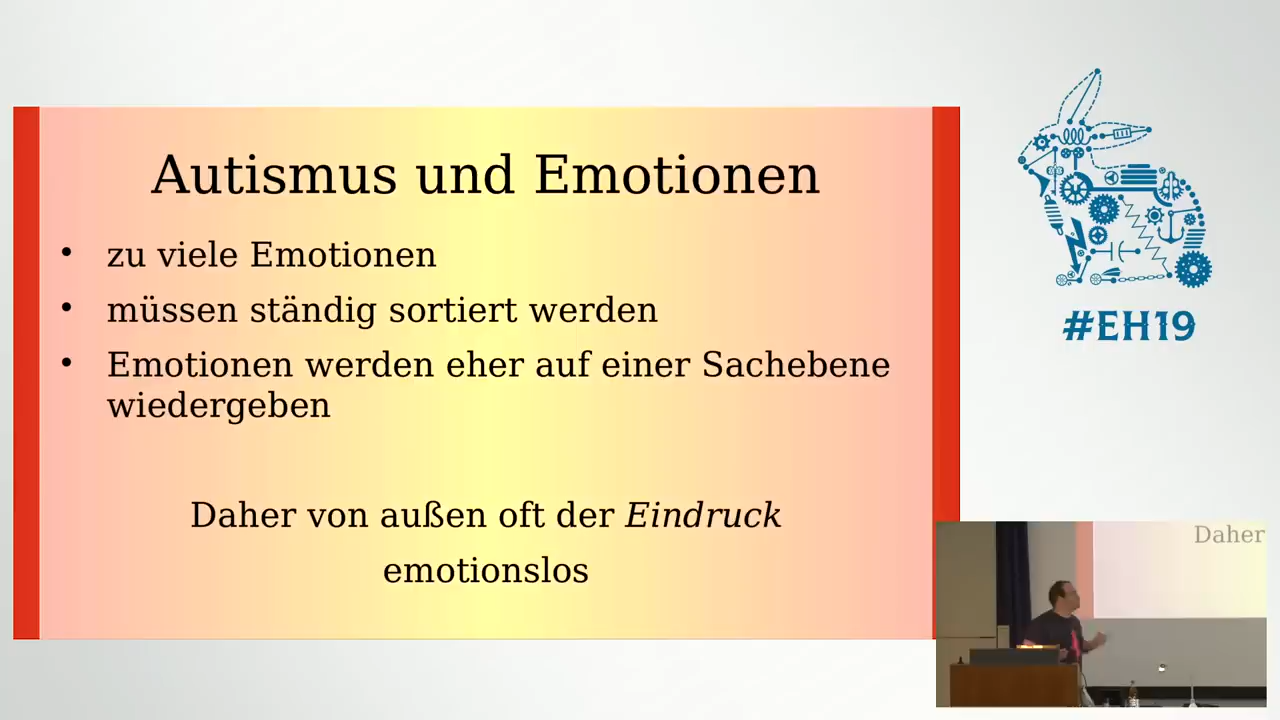 Autismus und Emotionen
• zu viele Emotionen
• müssen ständig sortiert werden
• Emotionen werden eher auf einer Sachebene
wiedergeben
Daher von außen oft der Eindruck
emotionslos
#EH19
Daher